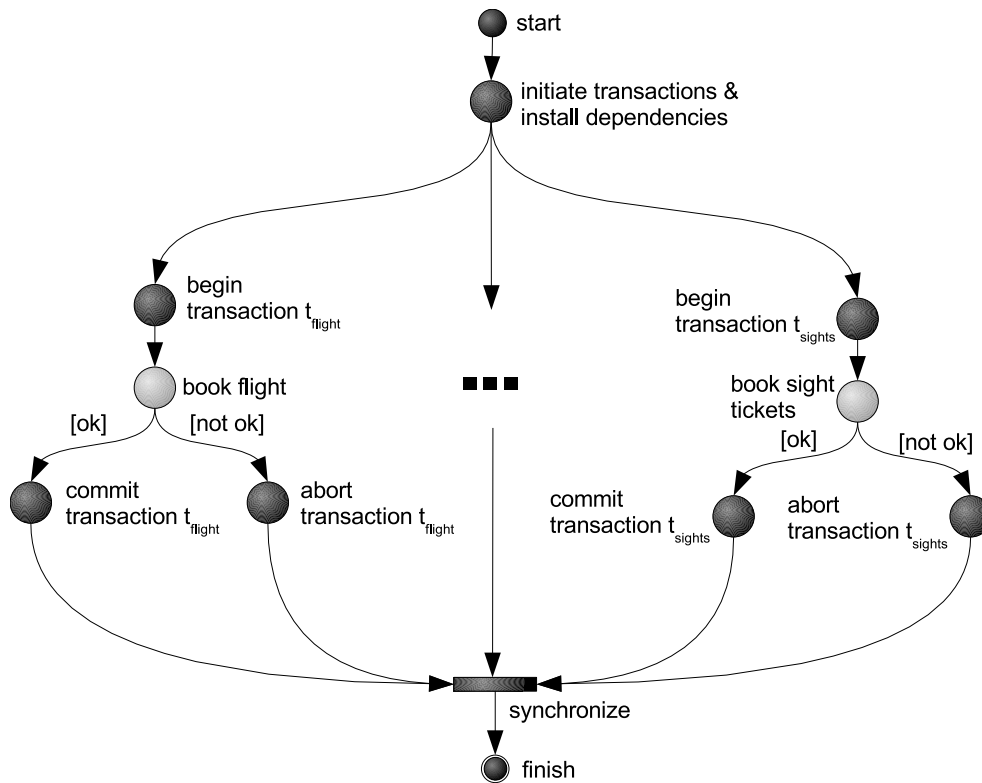 start
initiate transactions &
install dependencies
begin
transaction t_flight
begin
transaction t_sights
book flight
book sight
tickets
[ok]
[not ok]
[ok]
[not ok]
commit
transaction t_flight
abort
transaction t_flight
commit
transaction t_sights
abort
transaction t_sights
synchronize
finish